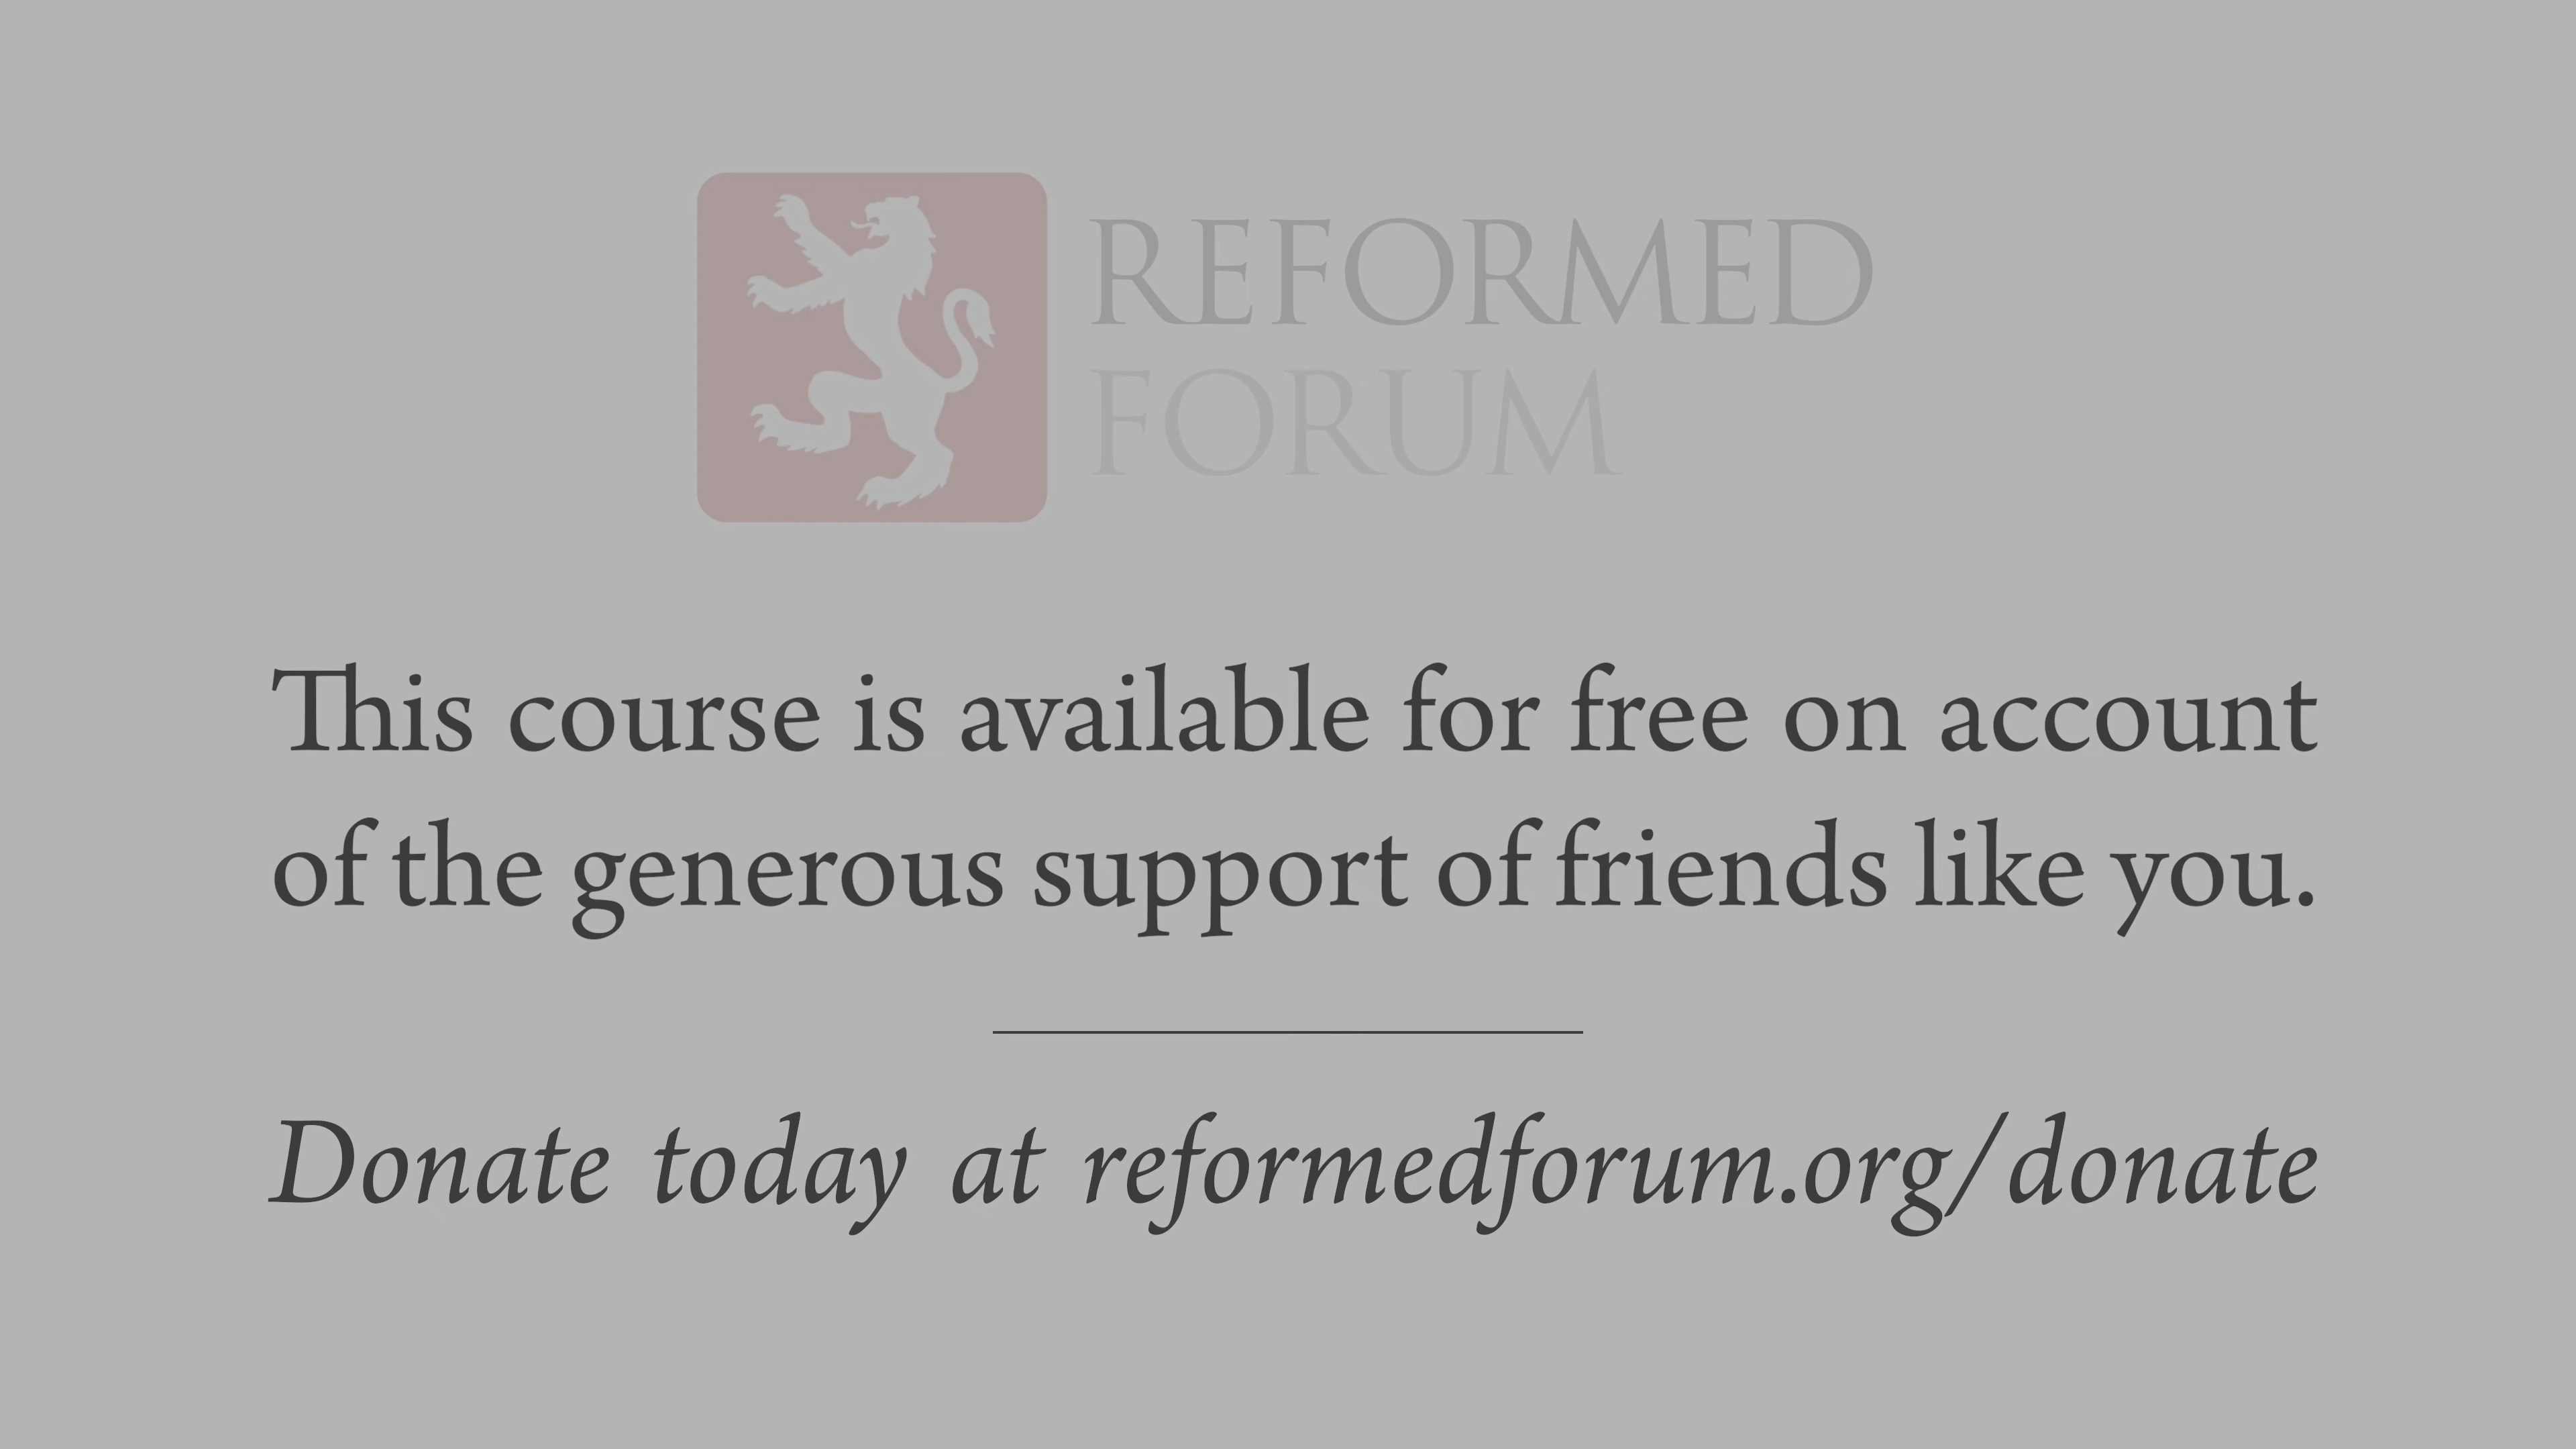 REFORMED
FORUM
This course is available for free on account
of the generous support of friends like you.
Donate today at reformedforum.org/donate